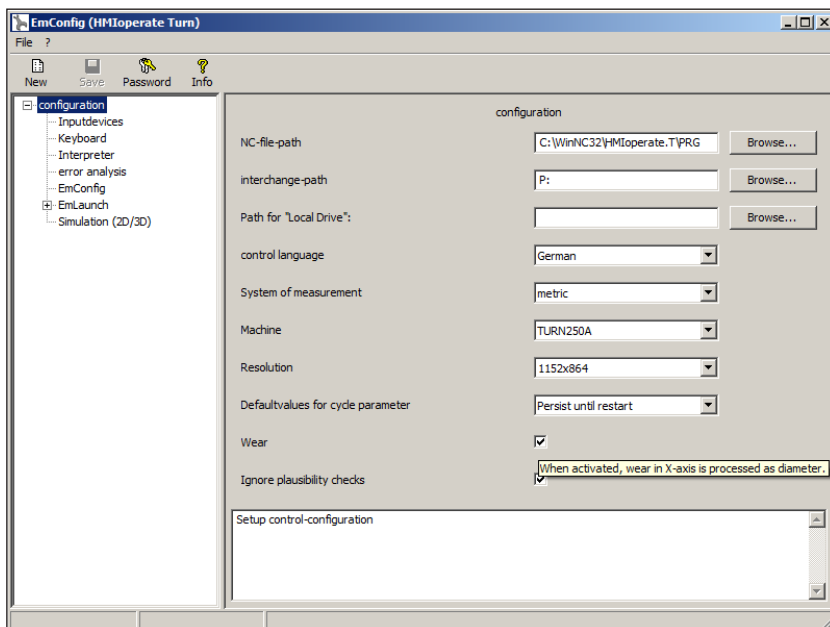 EmConfig (HMIoperate Turn)
File ?
New Save Password Info
configuration
Inputdevices
Keyboard
Interpreter
error analysis
EmConfig
EmLaunch
Simulation (2D/3D)
configuration
NC-file-path C:\WinNC32\HMIoperate.T\PRG Browse...
interchange-path P: Browse...
Path for "Local Drive": Browse...
control language German
System of measurement metric
Machine TURN250A
Resolution 1152x864
Defaultvalues for cycle parameter Persist until restart
Wear
When activated, wear in X-axis is processed as diameter.
Ignore plausibility checks
Setup control-configuration